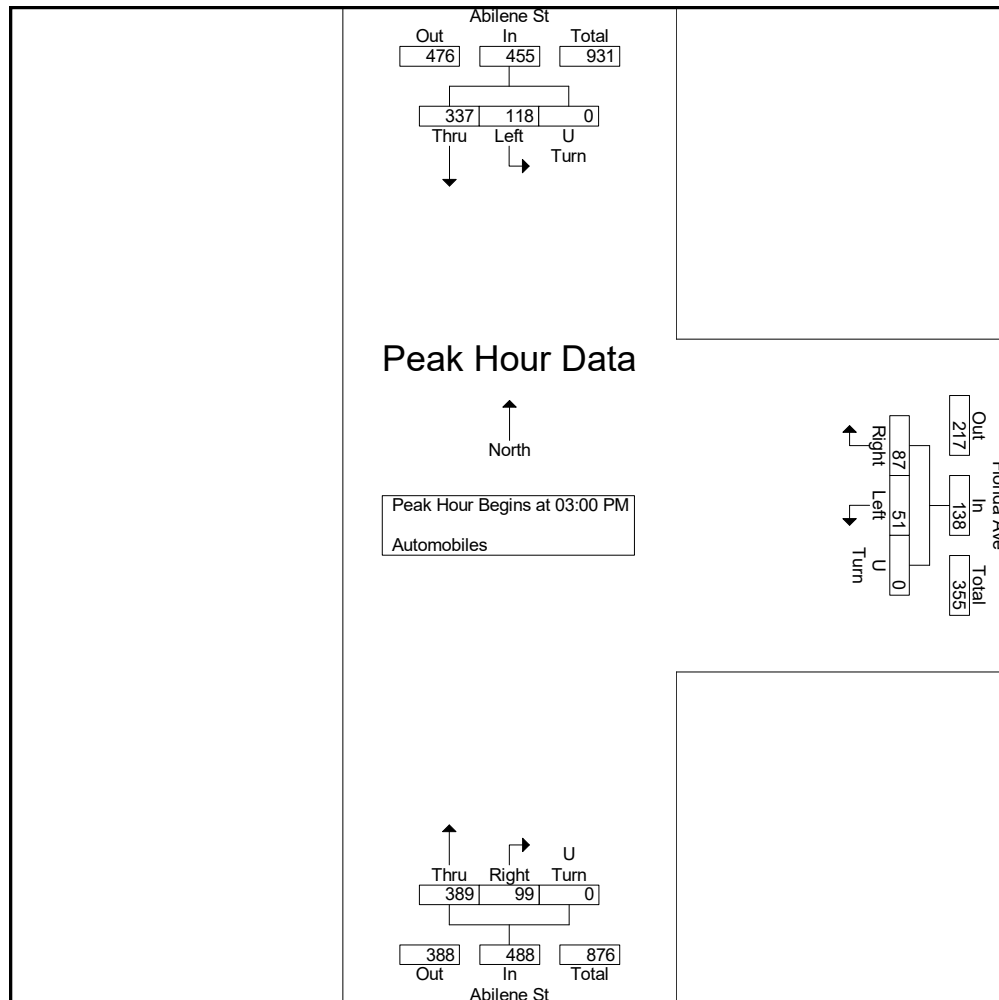 Abilene St
Out In Total
476 455 931
337 118 0
Thru Left U
Turn
Peak Hour Data
North
Peak Hour Begins at 03:00 PM
Automobiles
Out In Total
217 138 355
87 51 0
Right Left U
Turn
U
Thru Right Turn
389 99 0
388 488 876
Out In Total
Abilene St